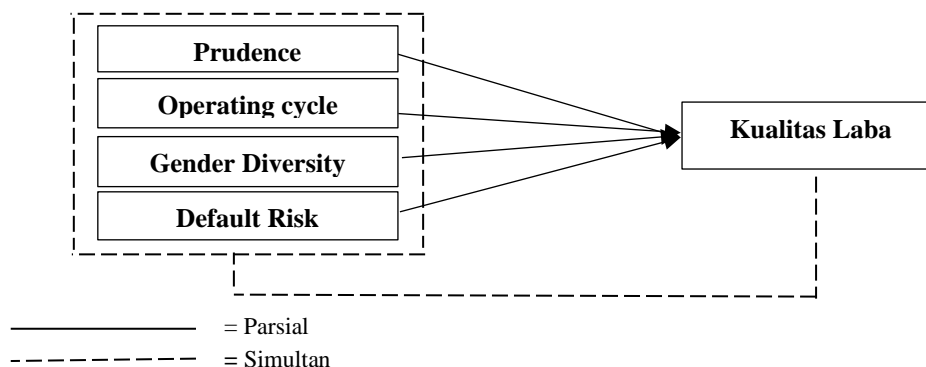 Prudence
Operating cycle
Gender Diversity
Default Risk
Kualitas Laba
= Parsial
= Simultan